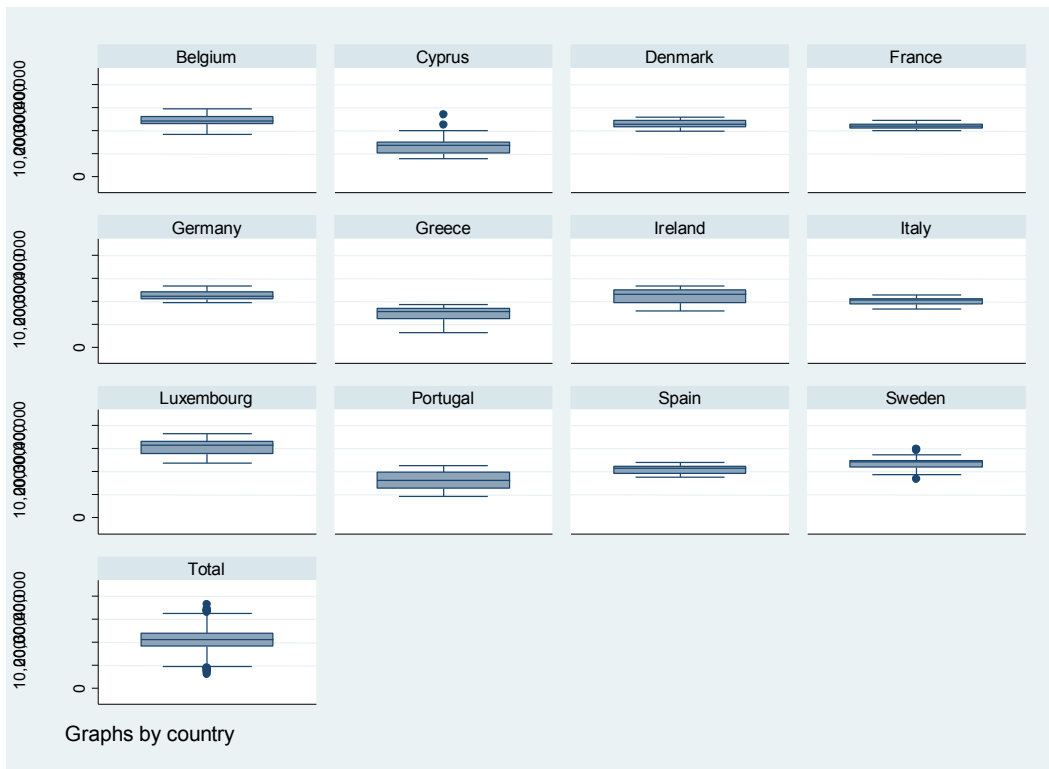 Belgium Cyprus Denmark France
0
Germany Greece Ireland Italy
0
Luxembourg Portugal Spain Sweden
0
Total
0
Graphs by country